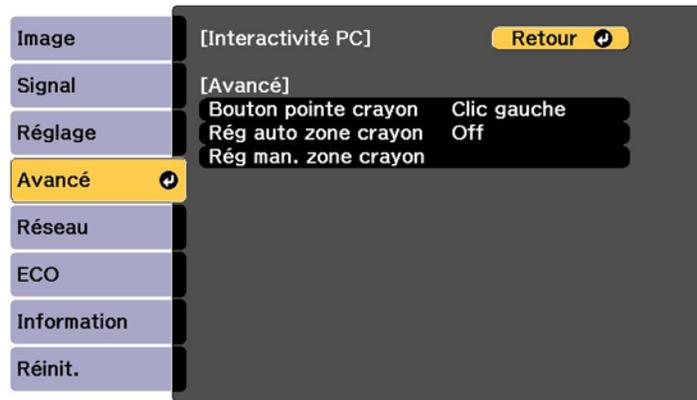 Image
Signal
Réglage
Avancé
Réseau
ECO
Information
Réinit.
[Interactivité PC] Retour
[Avancé]
Bouton pointe crayon Clic gauche
Rég auto zone crayon Off
Rég man. zone crayon